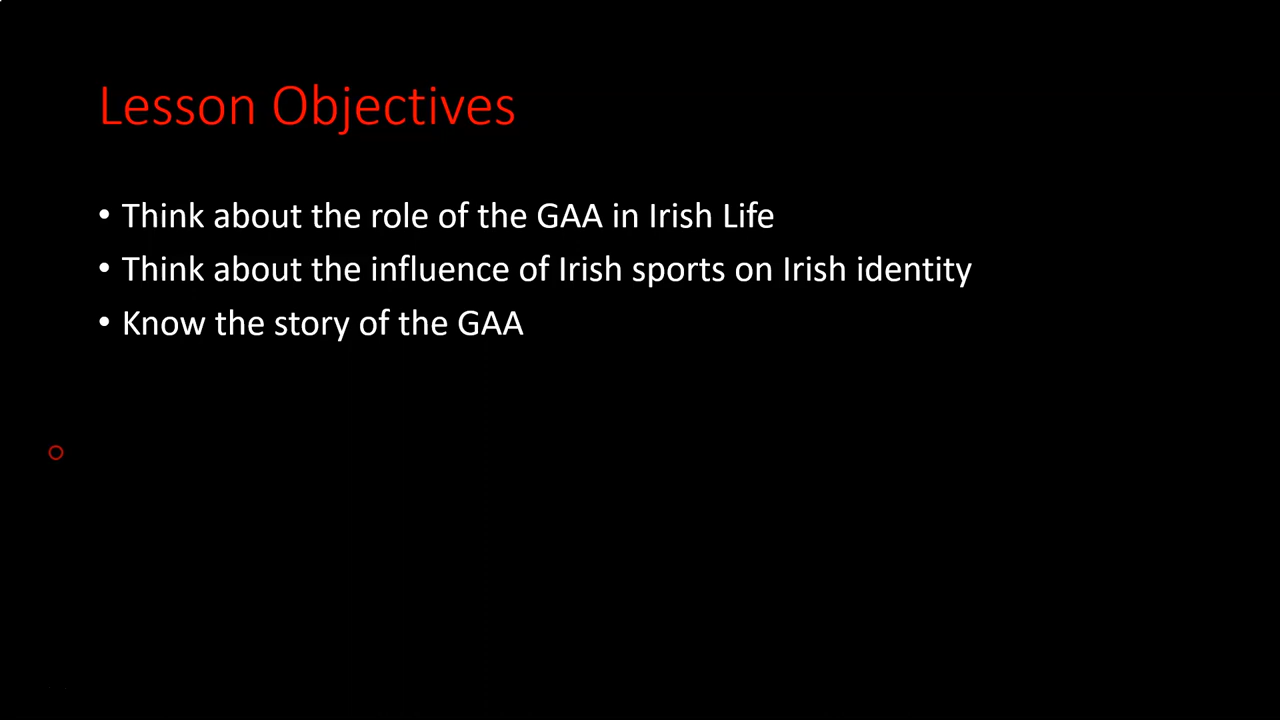 Lesson Objectives
• Think about the role of the GAA in Irish Life
• Think about the influence of Irish sports on Irish identity
• Know the story of the GAA